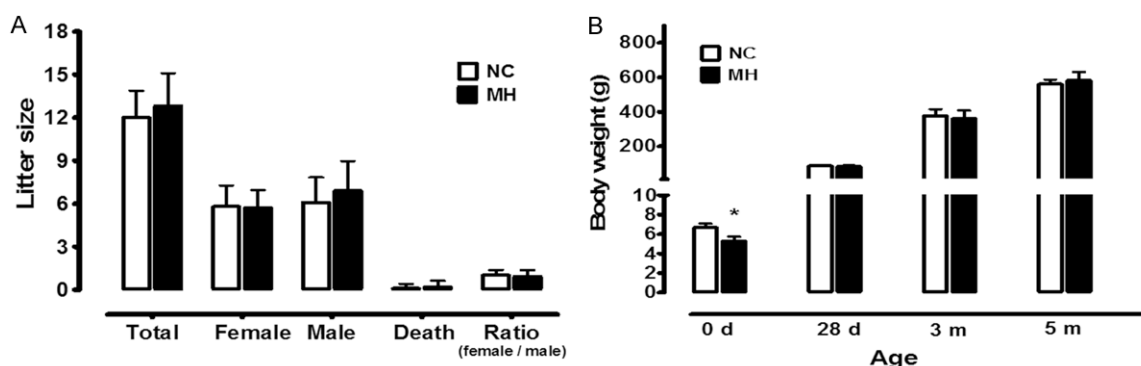 A
18
15
12
9
6
3
0
Litter size
NC
MH
Total Female Male Death Ratio
(female / male)
B
800
600
400
200
10
8
6
4
2
0
Body weight (g)
NC
MH
*
0 d 28 d 3 m 5 m
Age